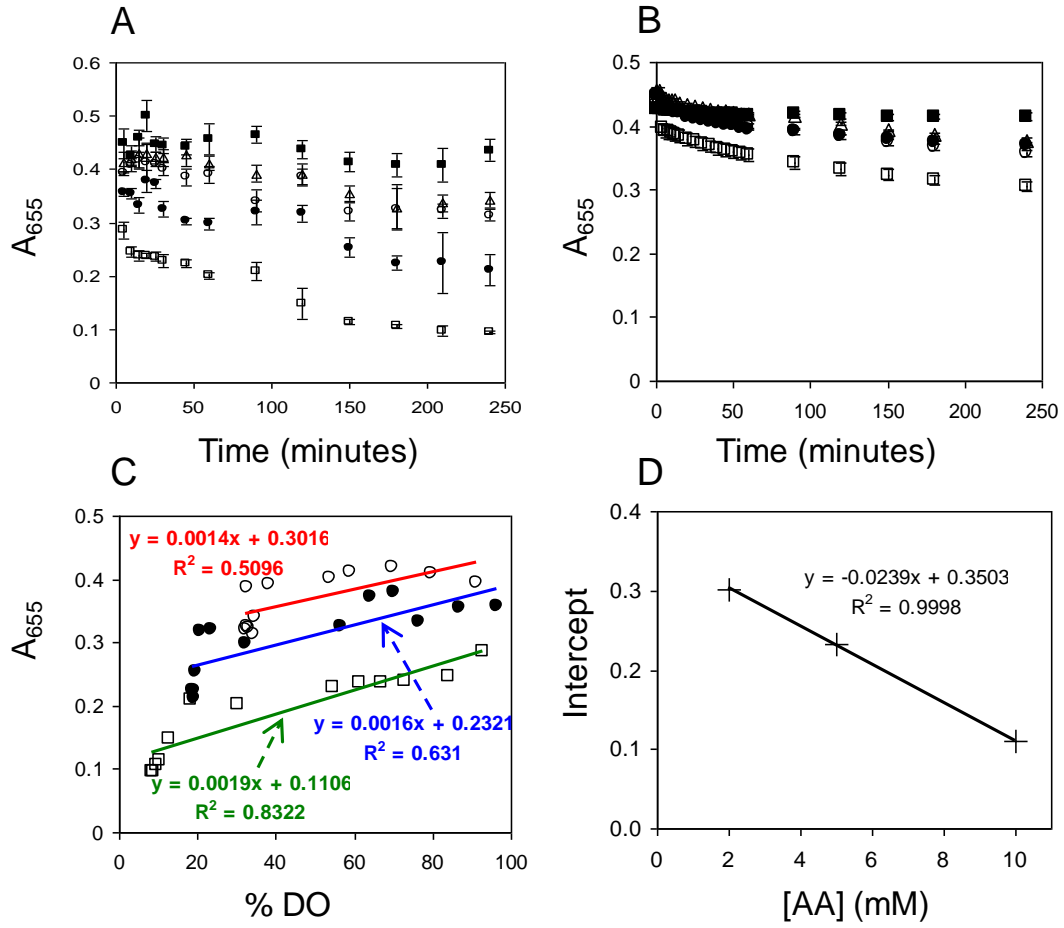 A
0.6
0.5
0.4
0.3
0.2
0.1
0
A655
0 50 100 150 200 250
Time (minutes)
B
0.5
0.4
0.3
0.2
0.1
0
A655
0 50 100 150 200 250
Time (minutes)
C
0.5
0.4
0.3
0.2
0.1
0
A655
y = 0.0014x + 0.3016
R² = 0.5096
y = 0.0016x + 0.2321
R² = 0.631
y = 0.0019x + 0.1106
R² = 0.8322
0 20 40 60 80 100
% DO
D
0.4
0.3
0.2
0.1
0.0
Intercept
y = -0.0239x + 0.3503
R² = 0.9998
0 2 4 6 8 10
[AA] (mM)